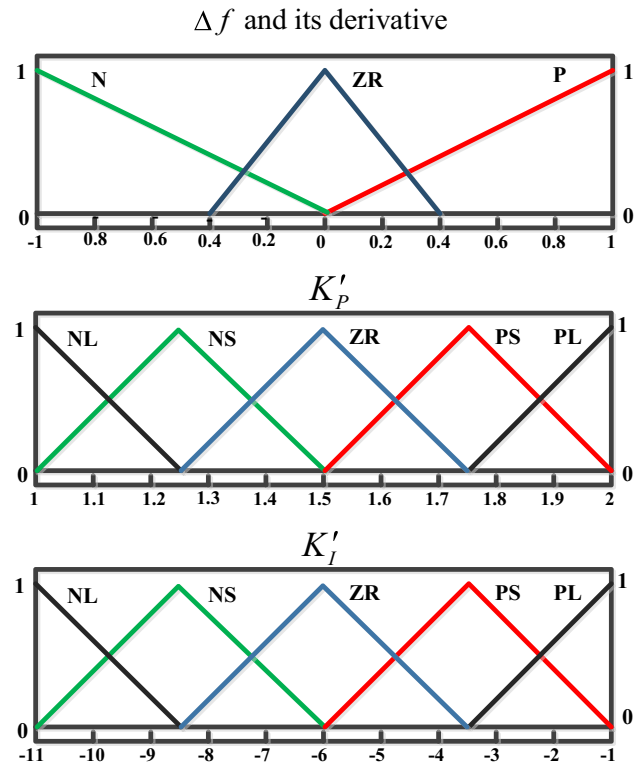 Δf and its derivative
1 N ZR P 1
0 0
-1 0.8 0.6 0.4 0.2 0 0.2 0.4 0.6 0.8 1
K′P
1 NL NS ZR PS PL 1
0 0
1 1.1 1.2 1.3 1.4 1.5 1.6 1.7 1.8 1.9 2
K′I
1 NL NS ZR PS PL 1
0 0
-11 -10 -9 -8 -7 -6 -5 -4 -3 -2 -1